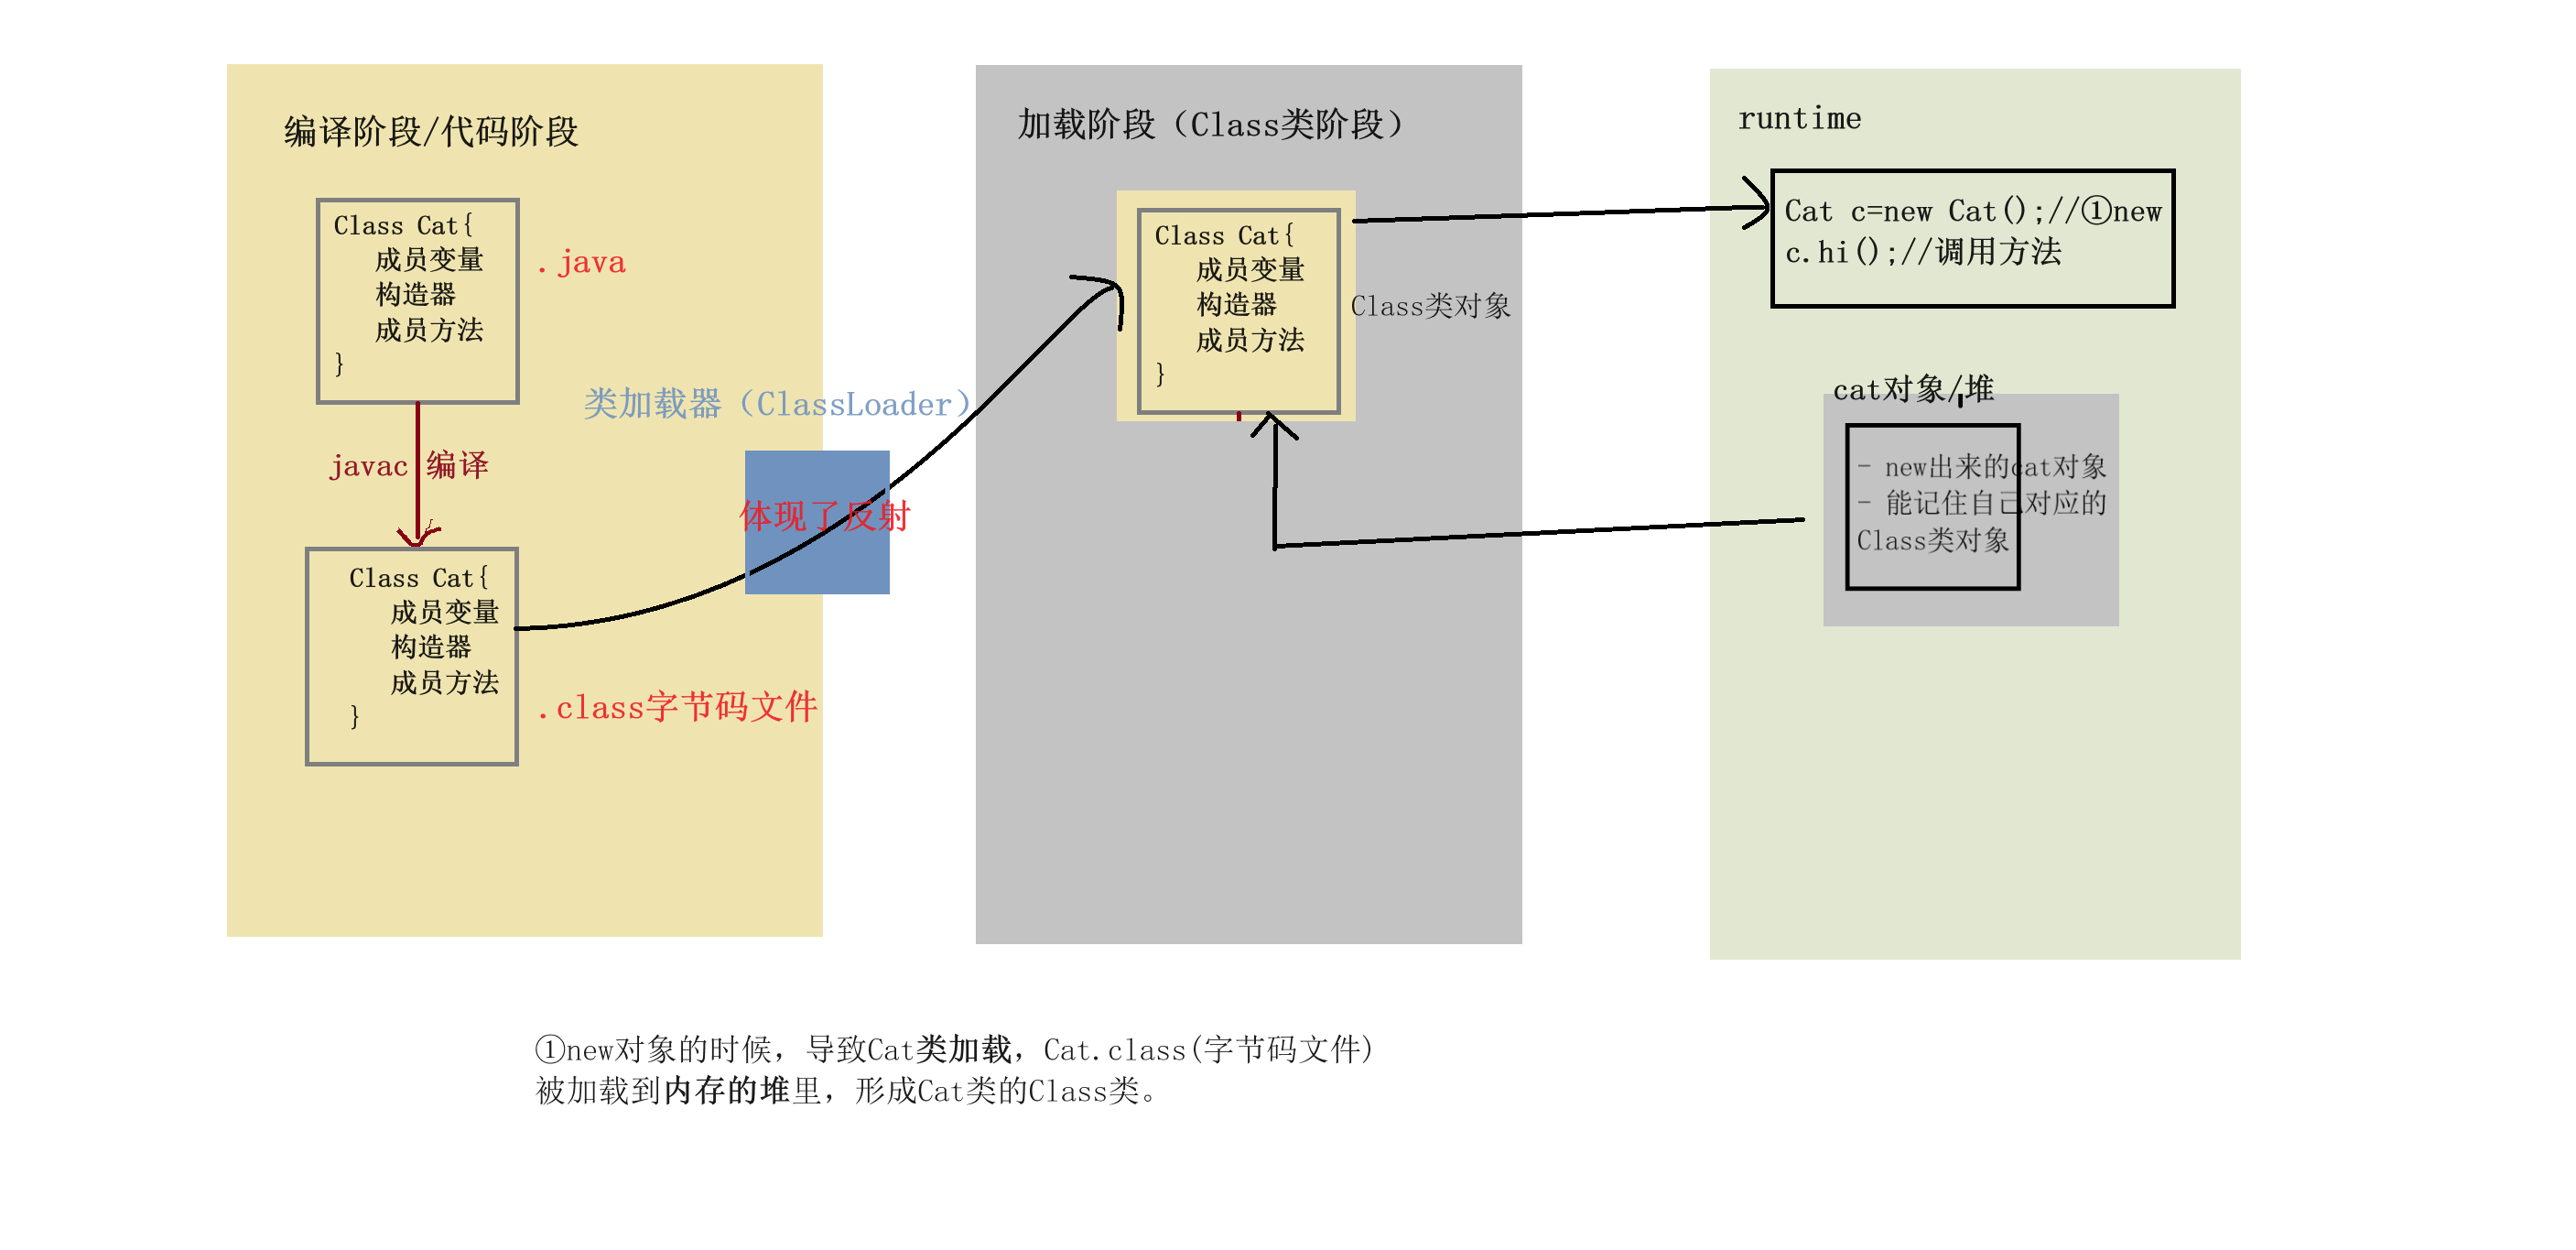 编译阶段/代码阶段
Class Cat{
成员变量
构造器
成员方法
}
.java
javac 编译
Class Cat{
成员变量
构造器
成员方法
}
.class字节码文件
类加载器（ClassLoader）
体现了反射
加载阶段（Class类阶段）
Class Cat{
成员变量
构造器
成员方法
}
Class类对象
runtime
Cat c=new Cat();//①new
c.hi();//调用方法
cat对象/堆
- new出来的cat对象
- 能记住自己对应的
Class类对象
①new对象的时候，导致Cat类加载，Cat.class(字节码文件)
被加载到内存的堆里，形成Cat类的Class类。